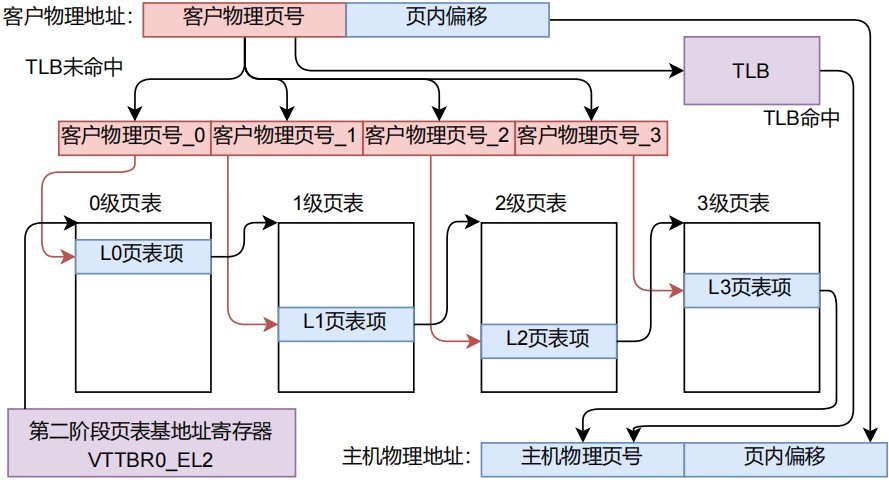 客户物理地址：
客户物理页号
页内偏移
TLB未命中
TLB
TLB命中
客户物理页号_0
客户物理页号_1
客户物理页号_2
客户物理页号_3
0级页表
1级页表
2级页表
3级页表
L0页表项
L1页表项
L2页表项
L3页表项
第二阶段页表基地址寄存器
VTTBR0_EL2
主机物理地址：
主机物理页号
页内偏移